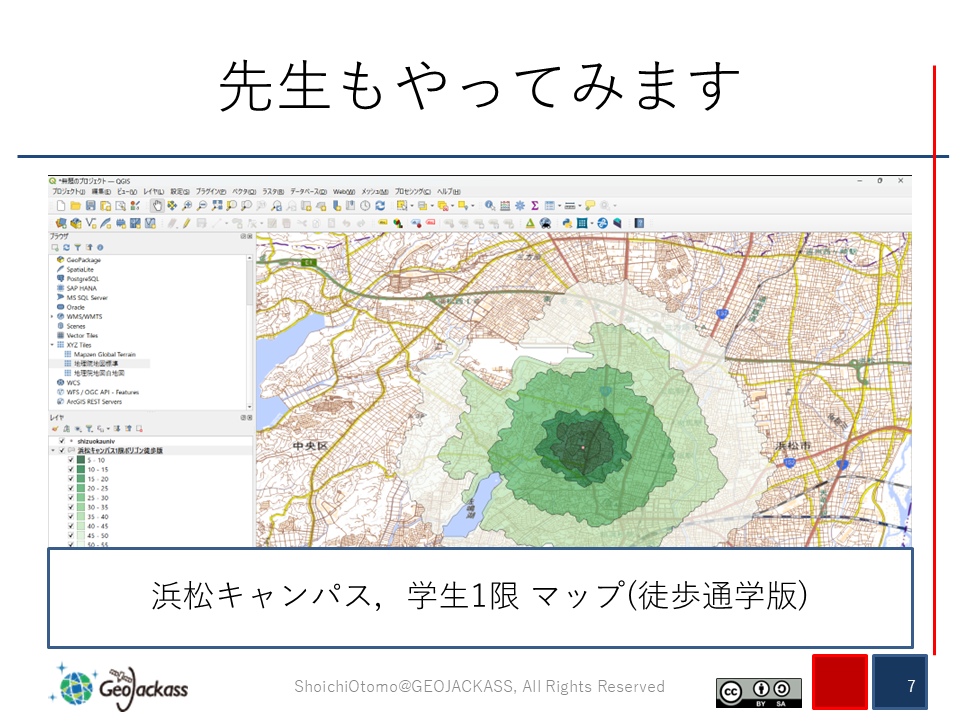 先生もやってみます
*無題のプロジェクト — QGIS
プロジェクト(J) 編集(E) ビュー(V) レイヤ(L) 設定(S) プラグイン(P) ベクタ(O) ラスタ(R) データベース(D) Web(W) メッシュ(M) プロセシング(C) ヘルプ(H)
ブラウザ
GeoPackage
SpatiaLite
PostgreSQL
SAP HANA
MS SQL Server
Oracle
WMS/WMTS
Scenes
Vector Tiles
XYZ Tiles
Mapzen Global Terrain
地理院地図標準
地理院地図白地図
WCS
WFS / OGC API - Features
ArcGIS REST Servers
レイヤ
shizuokauniv
浜松キャンパス1限ポリゴン徒歩版
5 - 10
10 - 15
15 - 20
20 - 25
25 - 30
30 - 35
35 - 40
40 - 45
45 - 50
50 - 55
E1
中央区
浜松市
浜松キャンパス，学生1限 マップ(徒歩通学版)
GeoJackass
ShoichiOtomo@GEOJACKASS, All Rights Reserved
cc BY SA
7